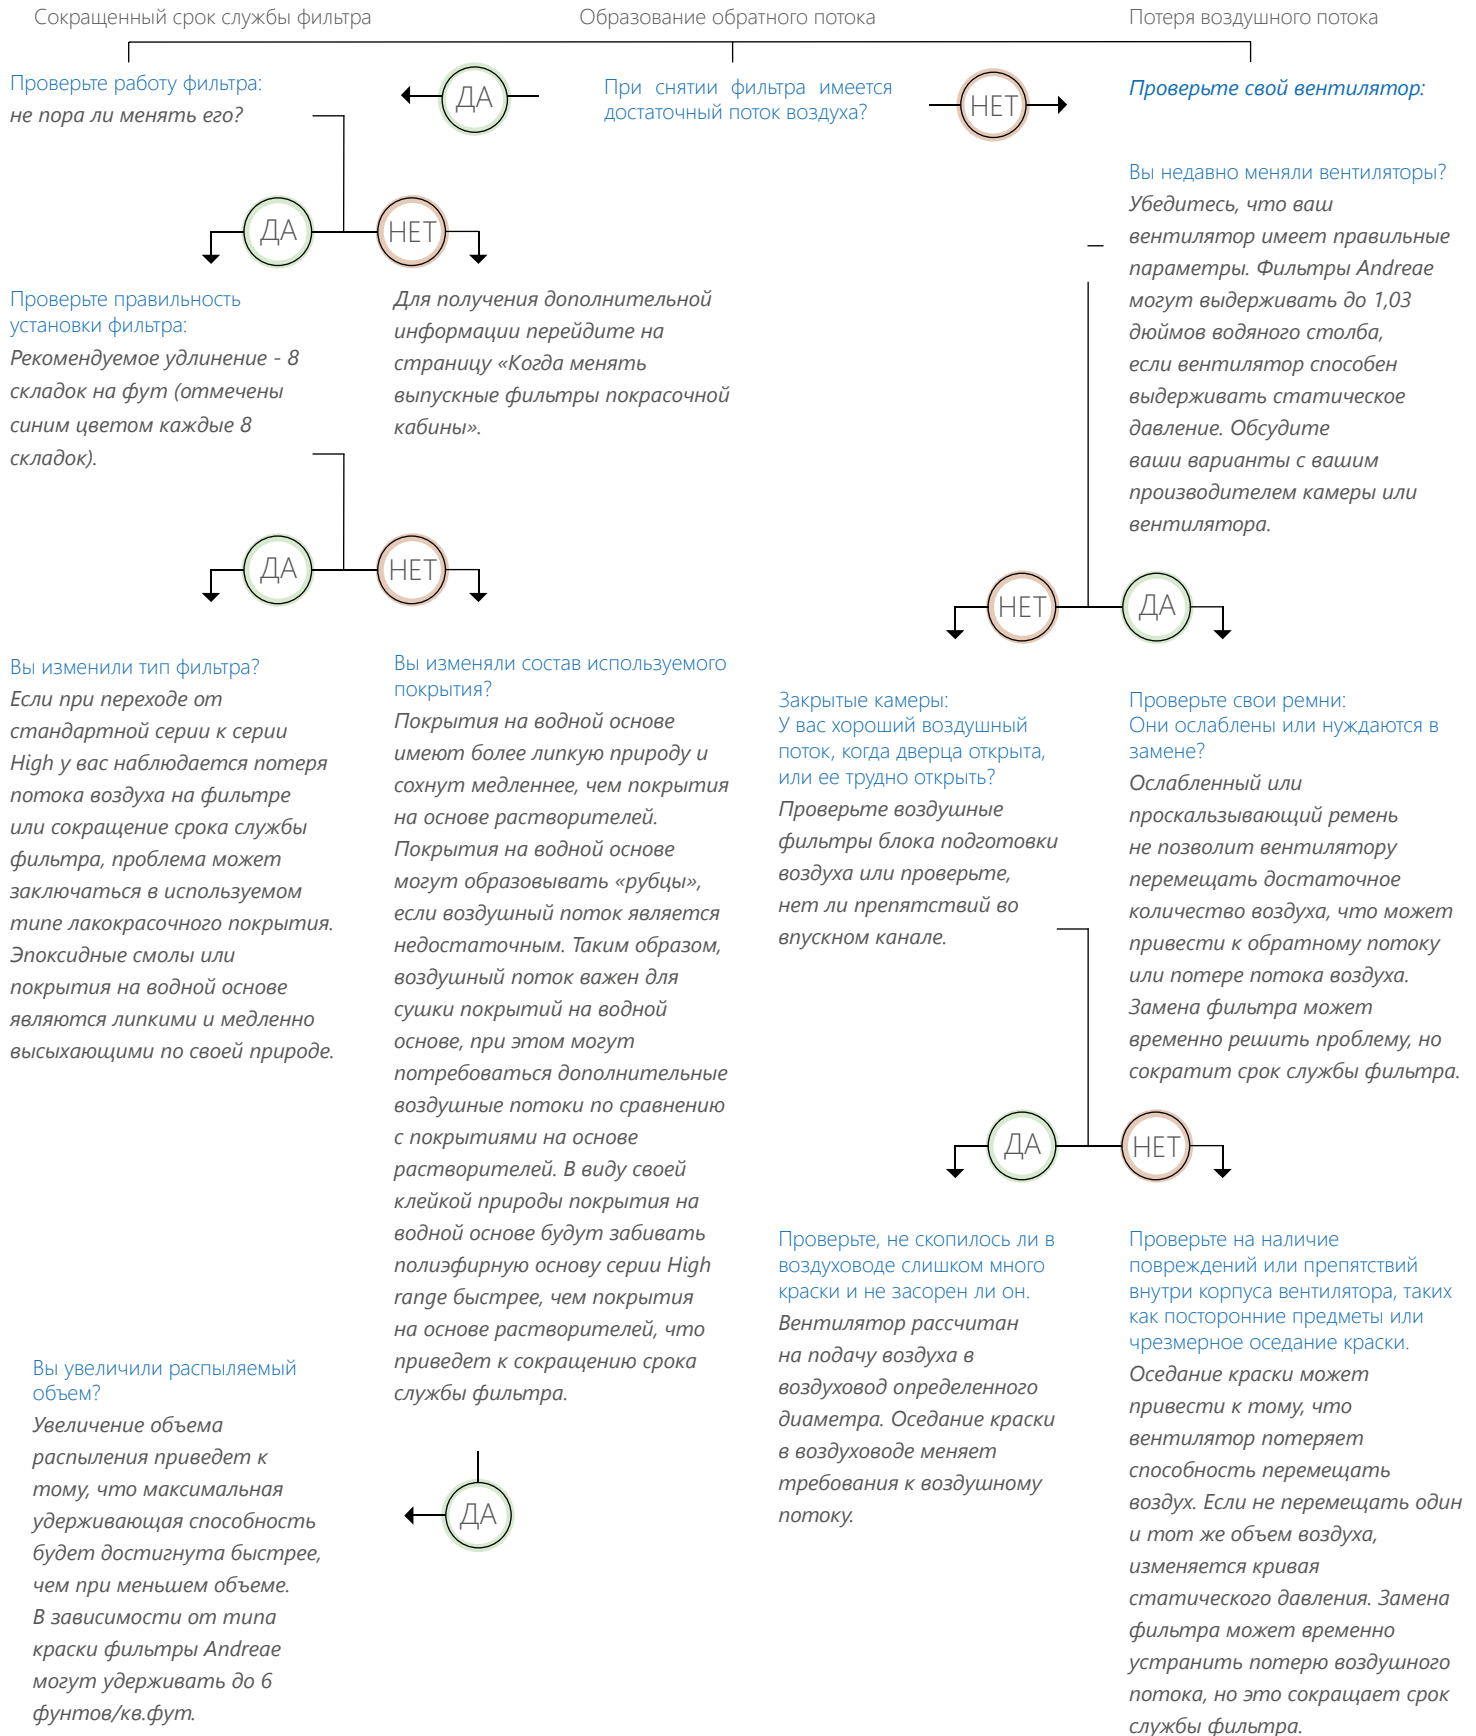 Сокращенный срок службы фильтра
Образование обратного потока
Потеря воздушного потока
Проверьте работу фильтра:
не пора ли менять его?
ДА
При снятии фильтра имеется
достаточный поток воздуха?
НЕТ
Проверьте свой вентилятор:
ДА
НЕТ
Проверьте правильность
установки фильтра:
Рекомендуемое удлинение - 8
складок на фут (отмечены
синим цветом каждые 8
складок).
Для получения дополнительной
информации перейдите на
страницу «Когда менять
выпускные фильтры покрасочной
кабины».
Вы недавно меняли вентиляторы?
Убедитесь, что ваш
вентилятор имеет правильные
параметры. Фильтры Andreae
могут выдерживать до 1,03
дюймов водяного столба,
если вентилятор способен
выдерживать статическое
давление. Обсудите
ваши варианты с вашим
производителем камеры или
вентилятора.
ДА
НЕТ
НЕТ
ДА
Вы изменили тип фильтра?
Если при переходе от
стандартной серии к серии
High у вас наблюдается потеря
потока воздуха на фильтре
или сокращение срока службы
фильтра, проблема может
заключаться в используемом
типе лакокрасочного покрытия.
Эпоксидные смолы или
покрытия на водной основе
являются липкими и медленно
высыхающими по своей природе.
Вы изменяли состав используемого
покрытия?
Покрытия на водной основе
имеют более липкую природу и
сохнут медленнее, чем покрытия
на основе растворителей.
Покрытия на водной основе
могут образовывать «рубцы»,
если воздушный поток является
недостаточным. Таким образом,
воздушный поток важен для
сушки покрытий на водной
основе, при этом могут
потребоваться дополнительные
воздушные потоки по сравнению
с покрытиями на основе
растворителей. В виду своей
клейкой природы покрытия на
водной основе будут забивать
полиэфирную основу серии High
range быстрее, чем покрытия
на основе растворителей, что
приведет к сокращению срока
службы фильтра.
Закрытые камеры:
У вас хороший воздушный
поток, когда дверца открыта,
или ее трудно открыть?
Проверьте воздушные
фильтры блока подготовки
воздуха или проверьте,
нет ли препятствий во
впускном канале.
Проверьте свои ремни:
Они ослаблены или нуждаются в
замене?
Ослабленный или
проскальзывающий ремень
не позволит вентилятору
перемещать достаточное
количество воздуха, что может
привести к обратному потоку
или потере потока воздуха.
Замена фильтра может
временно решить проблему, но
сократит срок службы фильтра.
ДА
НЕТ
Вы увеличили распыляемый
объем?
Увеличение объема
распыления приведет к
тому, что максимальная
удерживающая способность
будет достигнута быстрее,
чем при меньшем объеме.
В зависимости от типа
краски фильтры Andreae
могут удерживать до 6
фунтов/кв.фут.
ДА
Проверьте, не скопилось ли в
воздуховоде слишком много
краски и не засорен ли он.
Вентилятор рассчитан
на подачу воздуха в
воздуховод определенного
диаметра. Оседание краски
в воздуховоде меняет
требования к воздушному
потоку.
Проверьте на наличие
повреждений или препятствий
внутри корпуса вентилятора, таких
как посторонние предметы или
чрезмерное оседание краски.
Оседание краски может
привести к тому, что
вентилятор потеряет
способность перемещать
воздух. Если не перемещать один
и тот же объем воздуха,
изменяется кривая
статического давления. Замена
фильтра может временно
устранить потерю воздушного
потока, но это сокращает срок
службы фильтра.